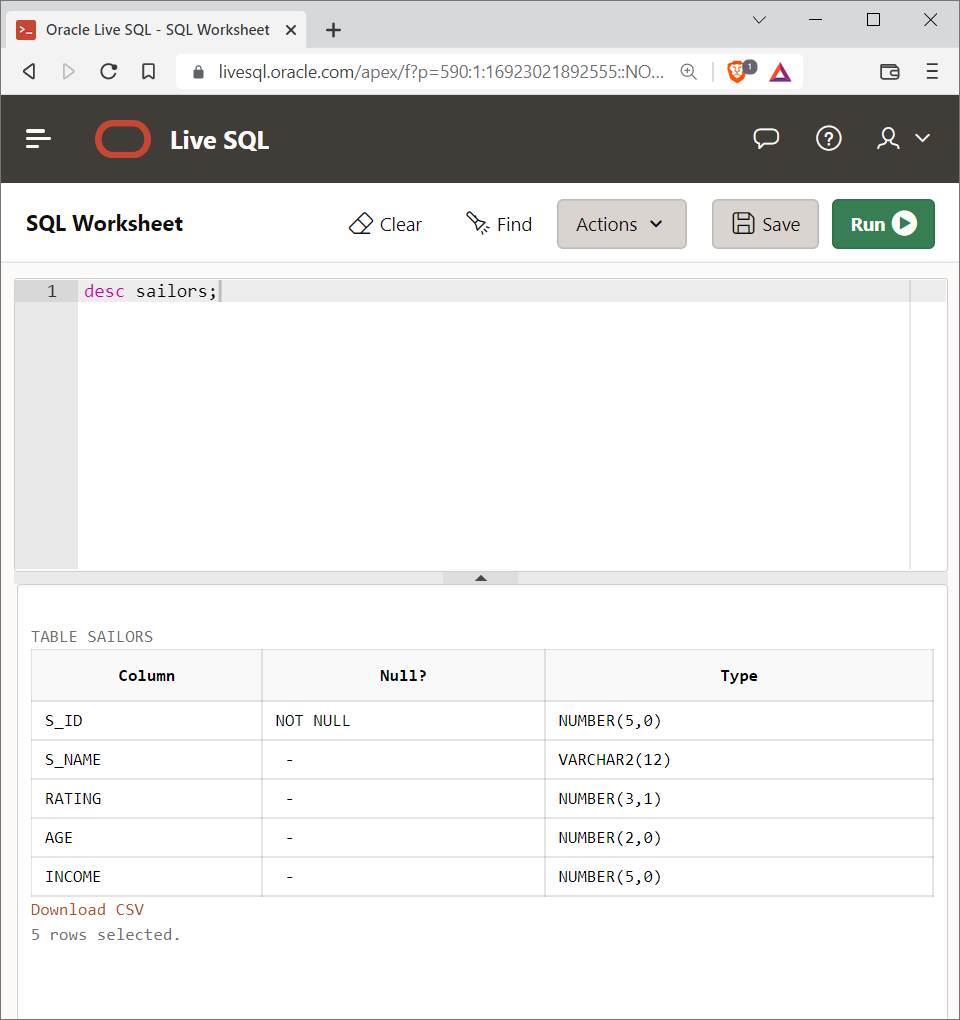 Oracle Live SQL - SQL Worksheet
livesql.oracle.com/apex/f?p=590:1:16923021892555::NO...
1
Live SQL
SQL Worksheet Clear Find Actions Save Run
1 desc sailors;
TABLE SAILORS
Column Null? Type
S_ID NOT NULL NUMBER(5,0)
S_NAME - VARCHAR2(12)
RATING - NUMBER(3,1)
AGE - NUMBER(2,0)
INCOME - NUMBER(5,0)
Download CSV
5 rows selected.